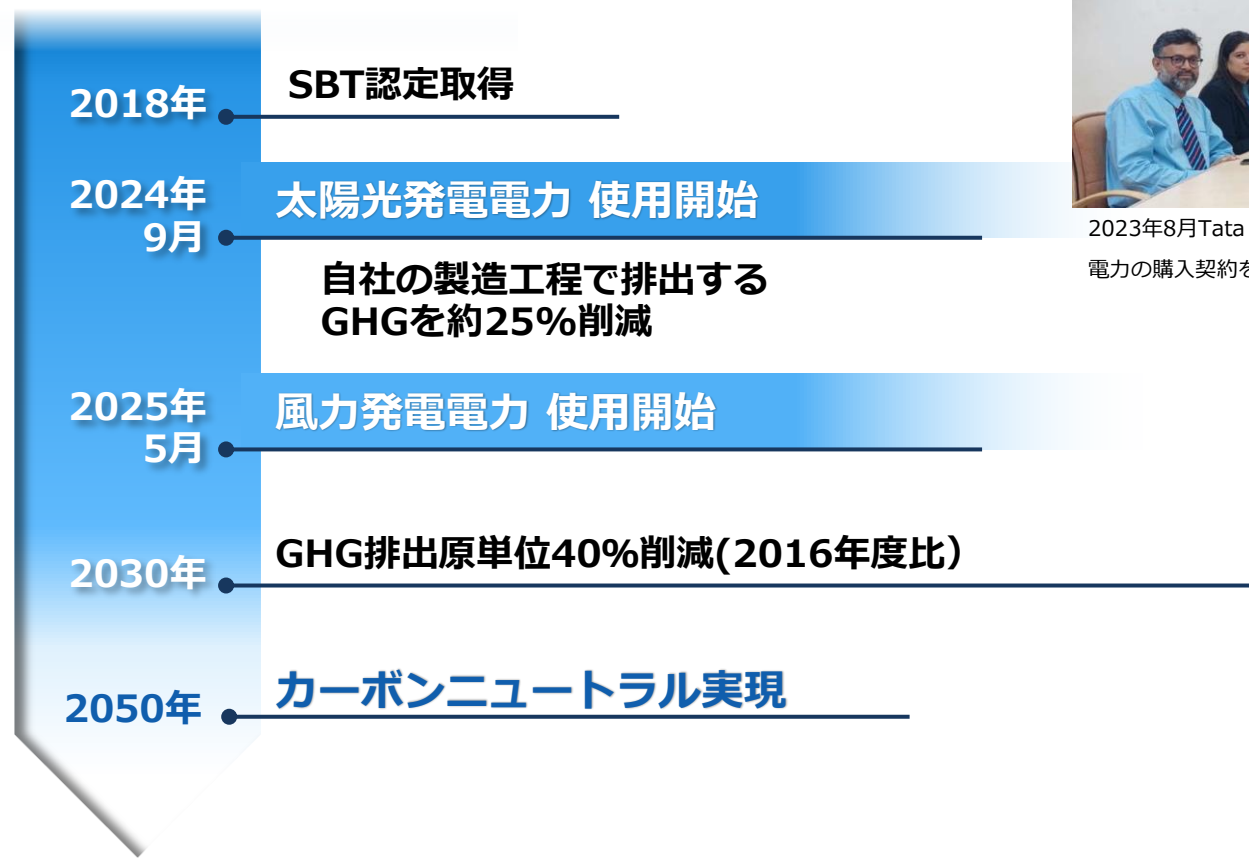 2018年
SBT認定取得
2024年
9月
太陽光発電電力 使用開始
自社の製造工程で排出する
GHGを約25%削減
2023年8月Tata
電力の購入契約を
2025年
5月
風力発電電力 使用開始
2030年
GHG排出原単位40%削減(2016年度比）
2050年
カーボンニュートラル実現